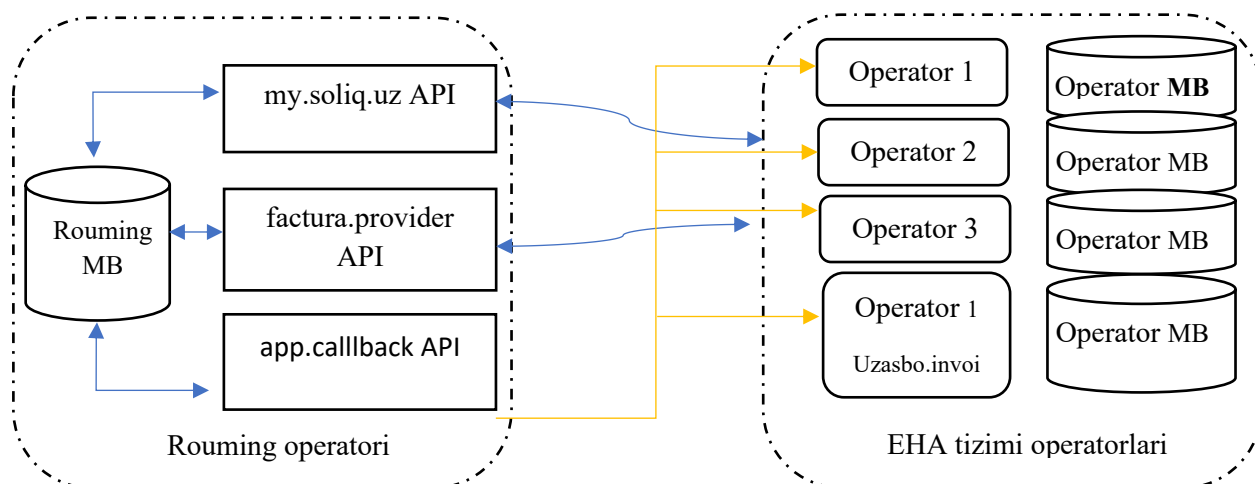 my.soliq.uz API
Rouming
MB
factura.provider
API
app.calllback API
Rouming operatori
Operator 1
Operator MB
Operator 2
Operator MB
Operator 3
Operator MB
Operator 1
Uzasbo.invoi
Operator MB
EHA tizimi operatorlari